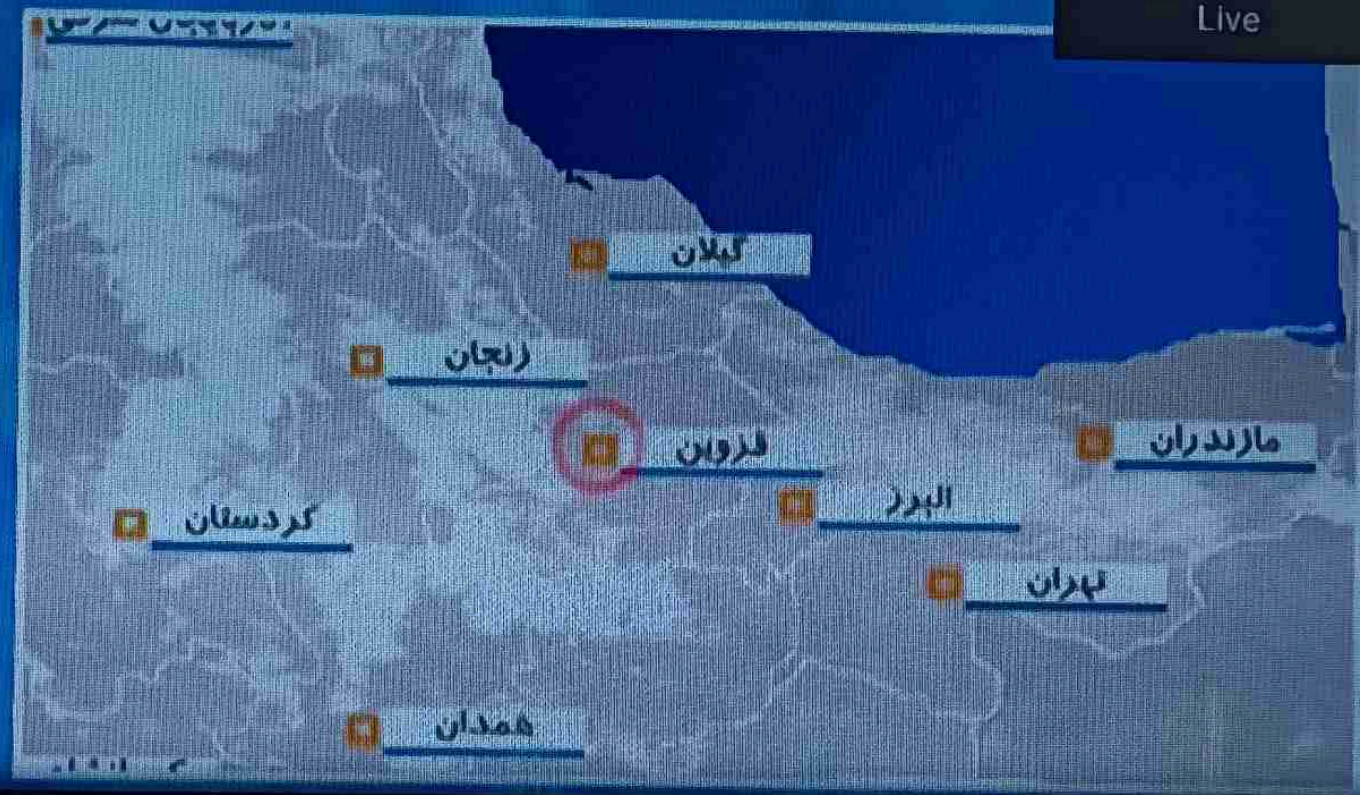 Live
گیلان
زنجان
قزوین
مازندران
البرز
کردستان
تهران
همدان